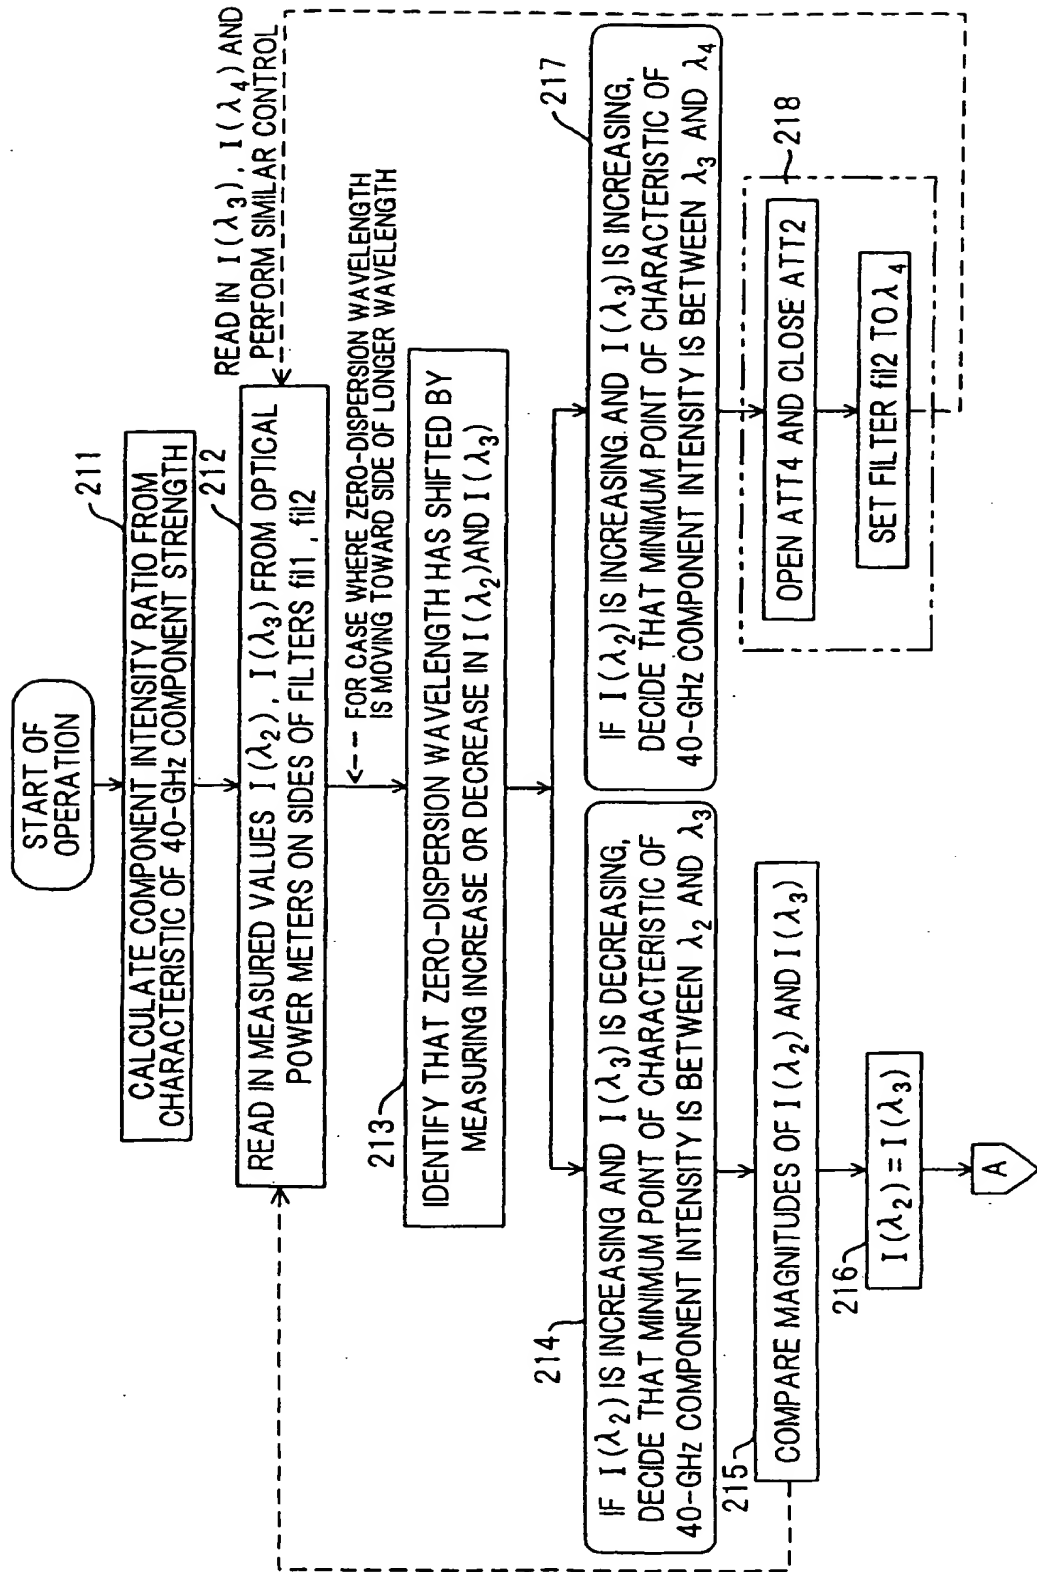 START OF
OPERATION
211
CALCULATE COMPONENT INTENSITY RATIO FROM
CHARACTERISTIC OF 40-GHz COMPONENT STRENGTH
212
READ IN MEASURED VALUES I(λ2), I(λ3) FROM OPTICAL
POWER METERS ON SIDES OF FILTERS fil1, fil2
READ IN I(λ3), I(λ4) AND
PERFORM SIMILAR CONTROL
FOR CASE WHERE ZERO-DISPERSION WAVELENGTH
IS MOVING TOWARD SIDE OF LONGER WAVELENGTH
213
IDENTIFY THAT ZERO-DISPERSION WAVELENGTH HAS SHIFTED BY
MEASURING INCREASE OR DECREASE IN I(λ2) AND I(λ3)
214
IF I(λ2) IS INCREASING AND I(λ3) IS DECREASING,
DECIDE THAT MINIMUM POINT OF CHARACTERISTIC OF
40-GHz COMPONENT INTENSITY IS BETWEEN λ2 AND λ3
215
COMPARE MAGNITUDES OF I(λ2) AND I(λ3)
216
I(λ2) = I(λ3)
A
217
IF I(λ2) IS INCREASING AND I(λ3) IS INCREASING,
DECIDE THAT MINIMUM POINT OF CHARACTERISTIC OF
40-GHz COMPONENT INTENSITY IS BETWEEN λ3 AND λ4
218
OPEN ATT4 AND CLOSE ATT2
SET FILTER fil2 TO λ4